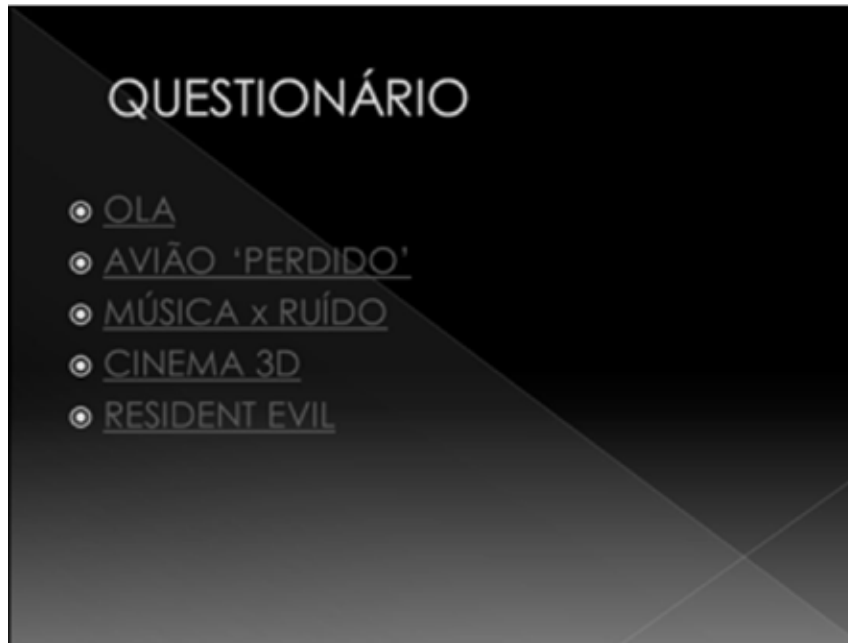 QUESTIONÁRIO
OLA
AVIÃO ‘PERDIDO’
MÚSICA x RUÍDO
CINEMA 3D
RESIDENT EVIL